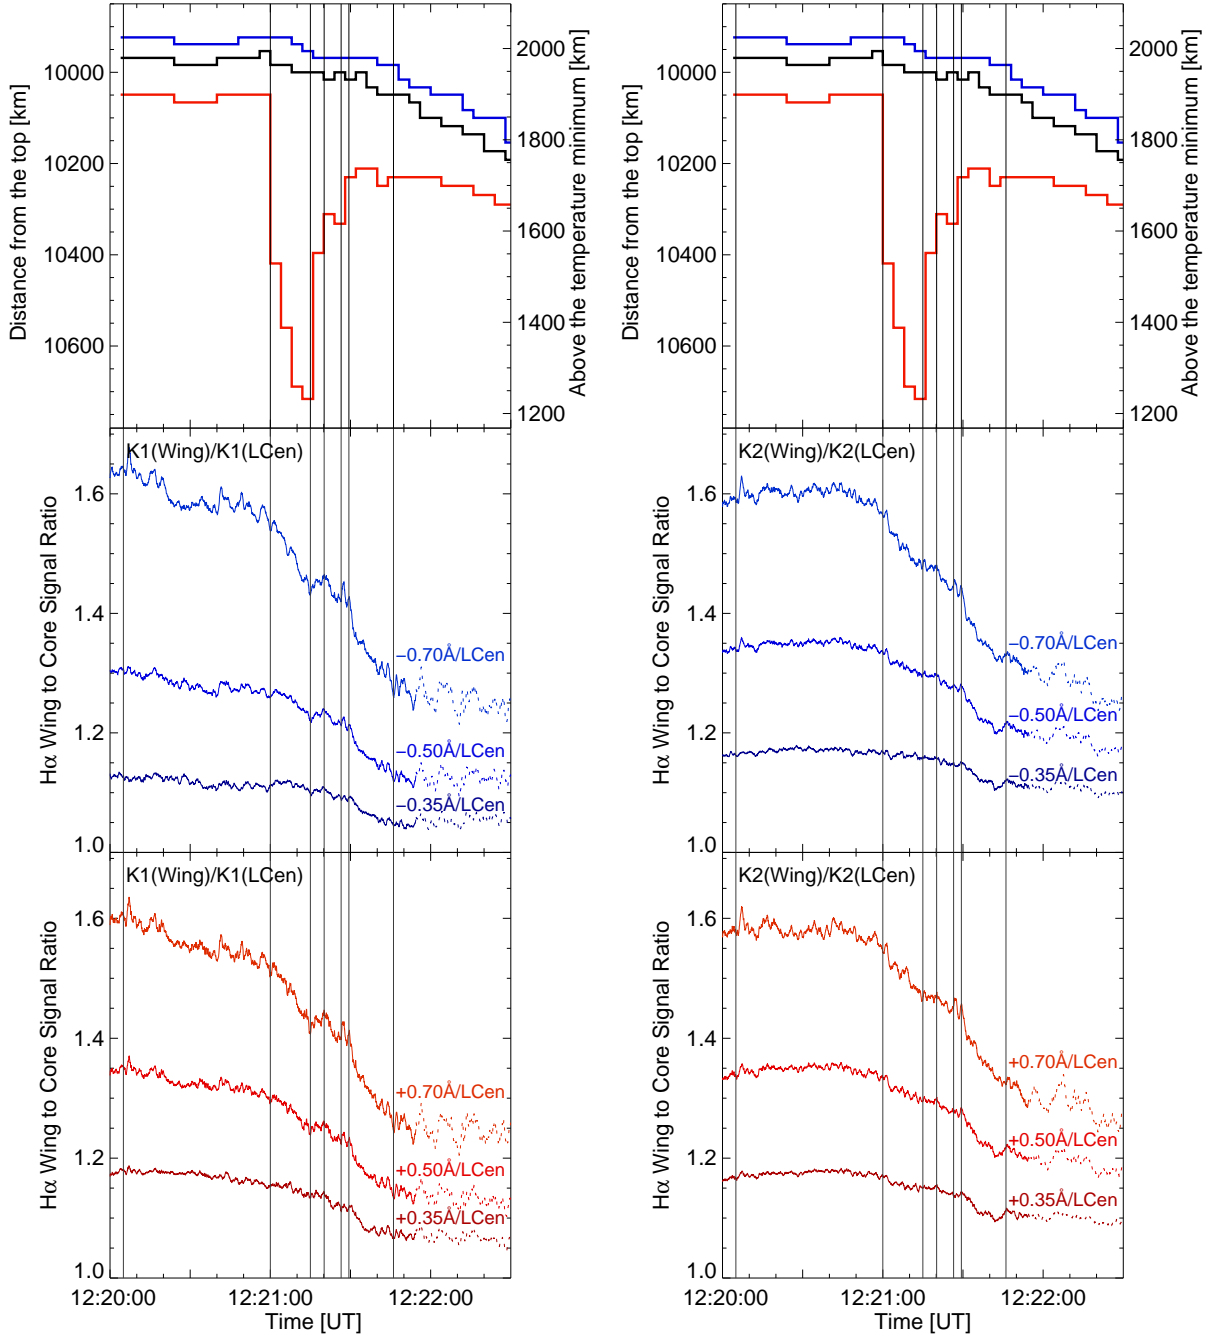 Distance from the top [km]
10000
10200
10400
10600
2000
1800
1600
1400
1200
Above the temperature minimum [km]
Distance from the top [km]
10000
10200
10400
10600
2000
1800
1600
1400
1200
Above the temperature minimum [km]
K1(Wing)/K1(LCen)
Hα Wing to Core Signal Ratio
1.6
1.4
1.2
1.0
−0.70Å/LCen
−0.50Å/LCen
−0.35Å/LCen
K2(Wing)/K2(LCen)
Hα Wing to Core Signal Ratio
1.6
1.4
1.2
1.0
−0.70Å/LCen
−0.50Å/LCen
−0.35Å/LCen
K1(Wing)/K1(LCen)
Hα Wing to Core Signal Ratio
1.6
1.4
1.2
1.0
+0.70Å/LCen
+0.50Å/LCen
+0.35Å/LCen
12:20:00 12:21:00 12:22:00
Time [UT]
K2(Wing)/K2(LCen)
Hα Wing to Core Signal Ratio
1.6
1.4
1.2
1.0
+0.70Å/LCen
+0.50Å/LCen
+0.35Å/LCen
12:20:00 12:21:00 12:22:00
Time [UT]